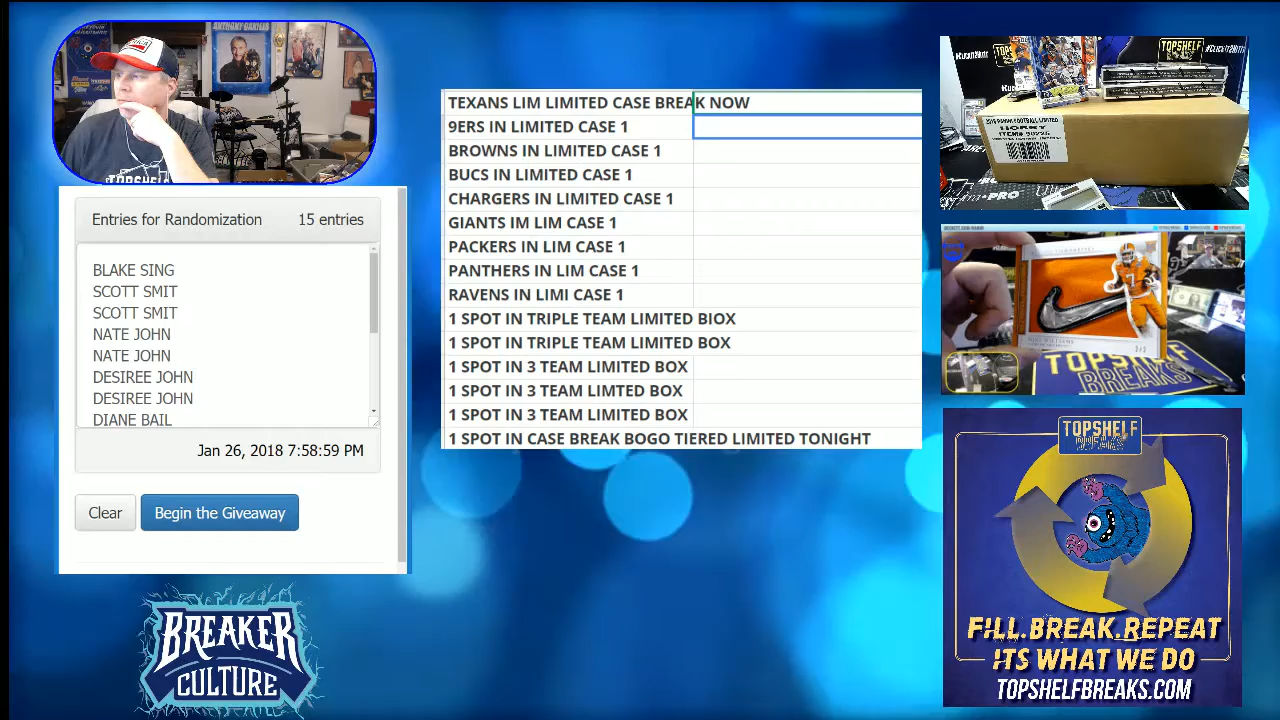 ANTHONY DANIELS
TOPSHELF
Entries for Randomization 15 entries
BLAKE SING
SCOTT SMIT
SCOTT SMIT
NATE JOHN
NATE JOHN
DESIREE JOHN
DESIREE JOHN
DIANE BAIL
Jan 26, 2018 7:58:59 PM
Clear Begin the Giveaway
BREAKER
CULTURE
TEXANS LIM LIMITED CASE BREAK NOW
9ERS IN LIMITED CASE 1
BROWNS IN LIMITED CASE 1
BUCS IN LIMITED CASE 1
CHARGERS IN LIMITED CASE 1
GIANTS IM LIM CASE 1
PACKERS IN LIM CASE 1
PANTHERS IN LIM CASE 1
RAVENS IN LIMI CASE 1
1 SPOT IN TRIPLE TEAM LIMITED BIOX
1 SPOT IN TRIPLE TEAM LIMITED BOX
1 SPOT IN 3 TEAM LIMTED BOX
1 SPOT IN 3 TEAM LIMTED BOX
1 SPOT IN 3 TEAM LIMITED BOX
1 SPOT IN CASE BREAK BOGO TIERED LIMITED TONIGHT
TOPSHELF
HOBBY
TOPSHELF
BREAKS
TOPSHELF
BREAKS
FILL.BREAK.REPEAT
ITS WHAT WE DO
TOPSHELFBREAKS.COM